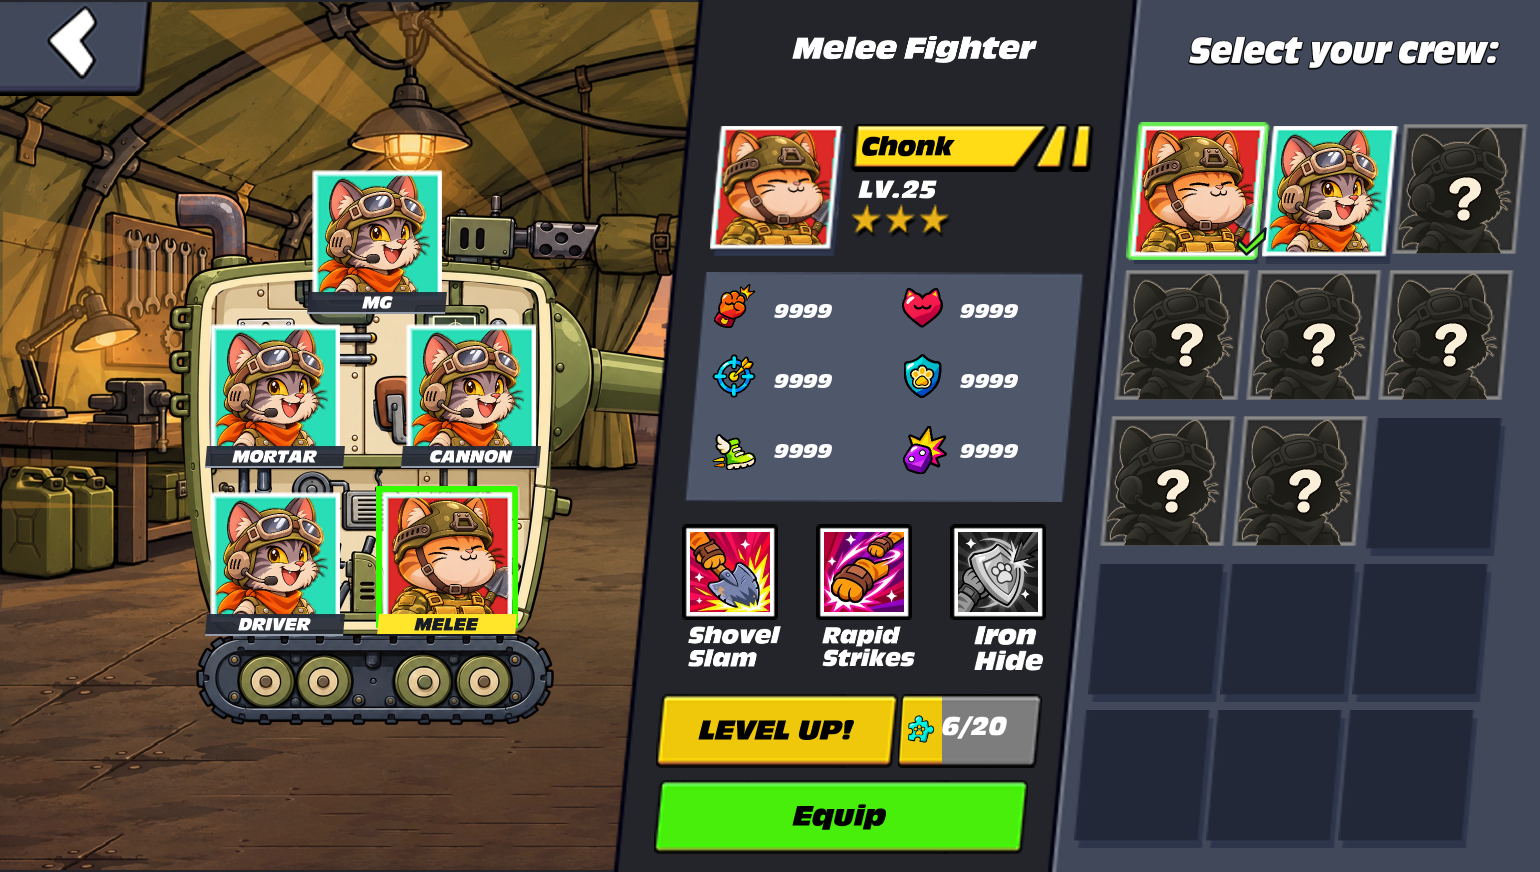 Melee Fighter
Select your crew:
Chonk
LV.25
MG
MORTAR
CANNON
DRIVER
MELEE
9999
9999
9999
9999
9999
9999
Shovel
Slam
Rapid
Strikes
Iron
Hide
LEVEL UP!
6/20
Equip
?
?
?
?
?
?